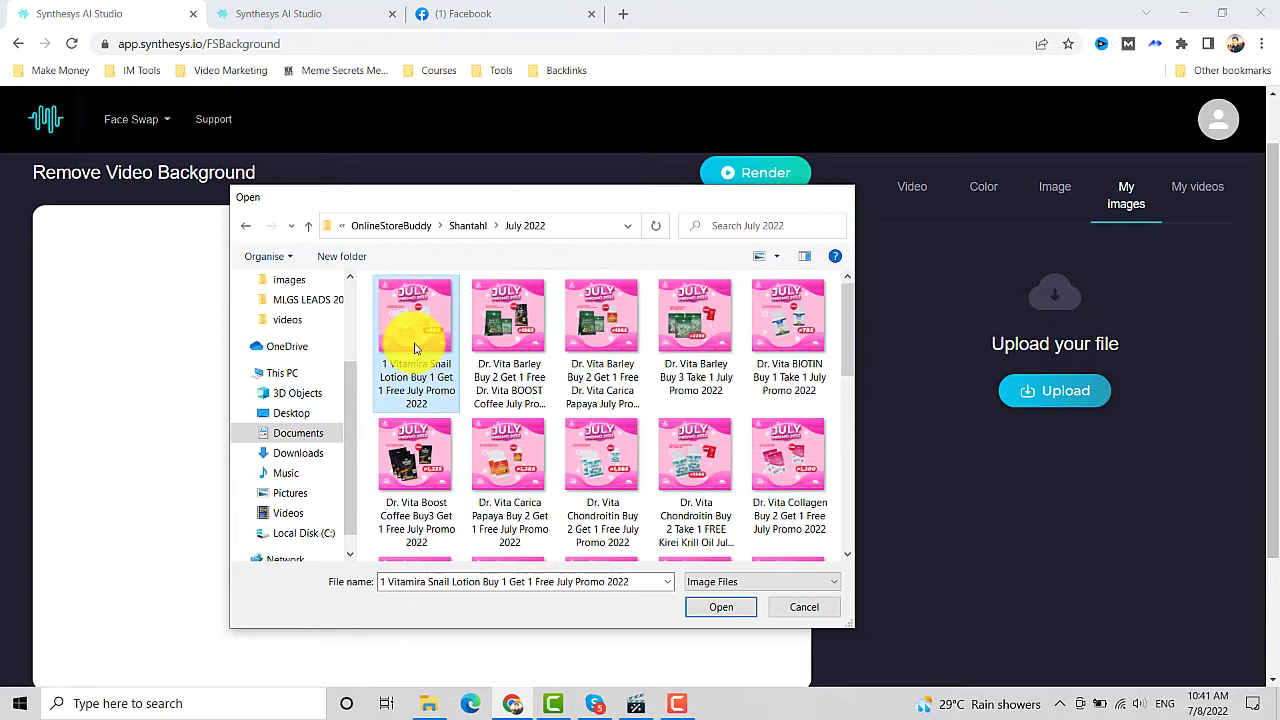 Synthesys AI Studio
Synthesys AI Studio
(1) Facebook
app.synthesys.io/FSBackground
Make Money
IM Tools
Video Marketing
Meme Secrets Me...
Courses
Tools
Backlinks
Other bookmarks
Face Swap
Support
Remove Video Background
Render
Video
Color
Image
My images
My videos
Upload your file
Upload
Open
« OnlineStoreBuddy > Shantahl > July 2022
Search July 2022
Organise
New folder
images
MLGS LEADS 20
videos
OneDrive
This PC
3D Objects
Desktop
Documents
Downloads
Music
Pictures
Videos
Local Disk (C:)
Network
1 Vitamira Snail
Lotion Buy 1 Get
1 Free July Promo
2022
Dr. Vita Barley
Buy 2 Get 1 Free
Dr. Vita BOOST
Coffee July Pro...
Dr. Vita Barley
Buy 2 Get 1 Free
Dr. Vita Carica
Papaya July Pro...
Dr. Vita Barley
Buy 3 Take 1 July
Promo 2022
Dr. Vita BIOTIN
Buy 1 Take 1 July
Promo 2022
Dr. Vita Boost
Coffee Buy3 Get
1 Free July Promo
2022
Dr. Vita Carica
Papaya Buy 2 Get
1 Free July Promo
2022
Dr. Vita
Chondroitin Buy
2 Get 1 Free July
Promo 2022
Dr. Vita
Chondroitin Buy
2 Take 1 FREE
Kirei Krill Oil Jul...
Dr. Vita Collagen
Buy 2 Get 1 Free
July Promo 2022
File name:
1 Vitamira Snail Lotion Buy 1 Get 1 Free July Promo 2022
Image Files
Open
Cancel
Type here to search
29°C Rain showers
ENG
10:41 AM
7/8/2022